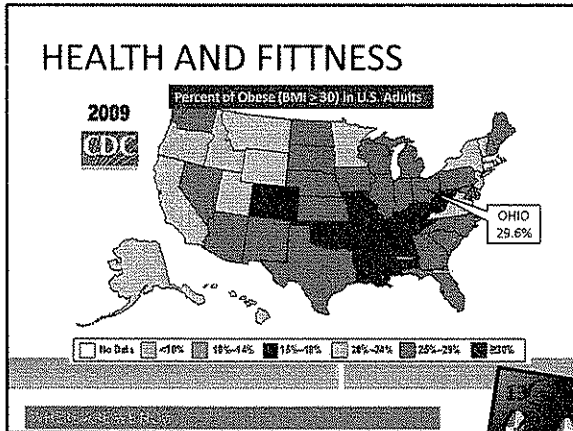 HEALTH AND FITTNESS
Percent of Obese (BMI ≥ 30) in U.S. Adults
2009
CDC
OHIO
29.6%
No Data <10% 10%–14% 15%–19% 20%–24% 25%–29% ≥30%